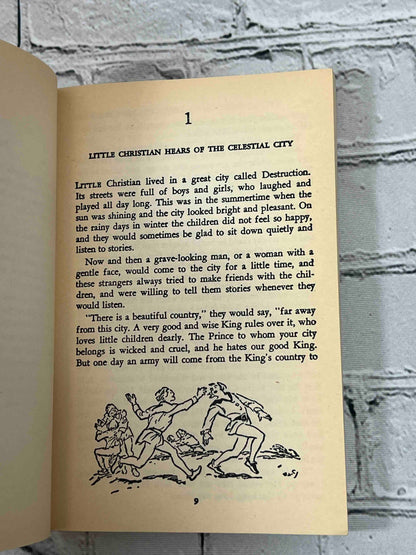 1
LITTLE CHRISTIAN HEARS OF THE CELESTIAL CITY
LITTLE Christian lived in a great city called Destruction.
Its streets were full of boys and girls, who laughed and
played all day long. This was in the summertime when the
sun was shining and the city looked bright and pleasant. On
the rainy days in winter the children did not feel so happy,
and they would sometimes be glad to sit down quietly and
listen to stories.
Now and then a grave-looking man, or a woman with a
gentle face, would come to the city for a little time, and
these strangers always tried to make friends with the chil-
dren, and were willing to tell them stories whenever they
would listen.
"There is a beautiful country," they would say, "far away
from this city. A very good and wise King rules over it, who
loves little children dearly. The Prince to whom your city
belongs is wicked and cruel, and he hates our good King.
But one day an army will come from the King's country to
9